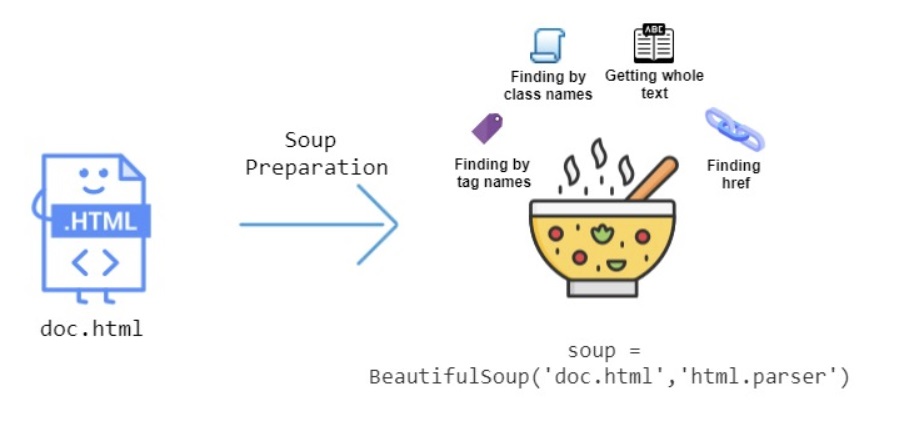 ABC
Finding by
class names
Getting whole
text
Soup
Preparation
Finding by
tag names
Finding
href
.HTML
< >
doc.html
soup =
BeautifulSoup('doc.html','html.parser')